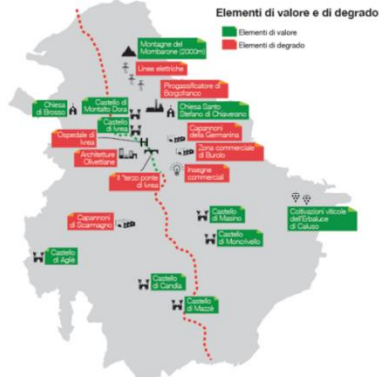 Elementi di valore e di degrado
Elementi di valore
Elementi di degrado
Montagne del
Mombarone (2000m)
Linee elettriche
Pirogassificatore di
Borgofranco
Chiesa
di Brosso
Castello di
Montalto Dora
Chiesa Santo
Stefano di Chiaverano
Castello
di Ivrea
Ospedale di
Ivrea
Capannoni
della Germanina
Architetture
Olivettiane
Zona commerciale
di Burolo
Il "terzo ponte
di Ivrea
Insegne
commerciali
Capannoni
di Scarmagno
Castello
di Masino
Coltivazioni viticole
dell'Erbaluce
di Caluso
Castello
di Moncrivello
Castello
di Agliè
Castello
di Candia
Castello
di Mazzè